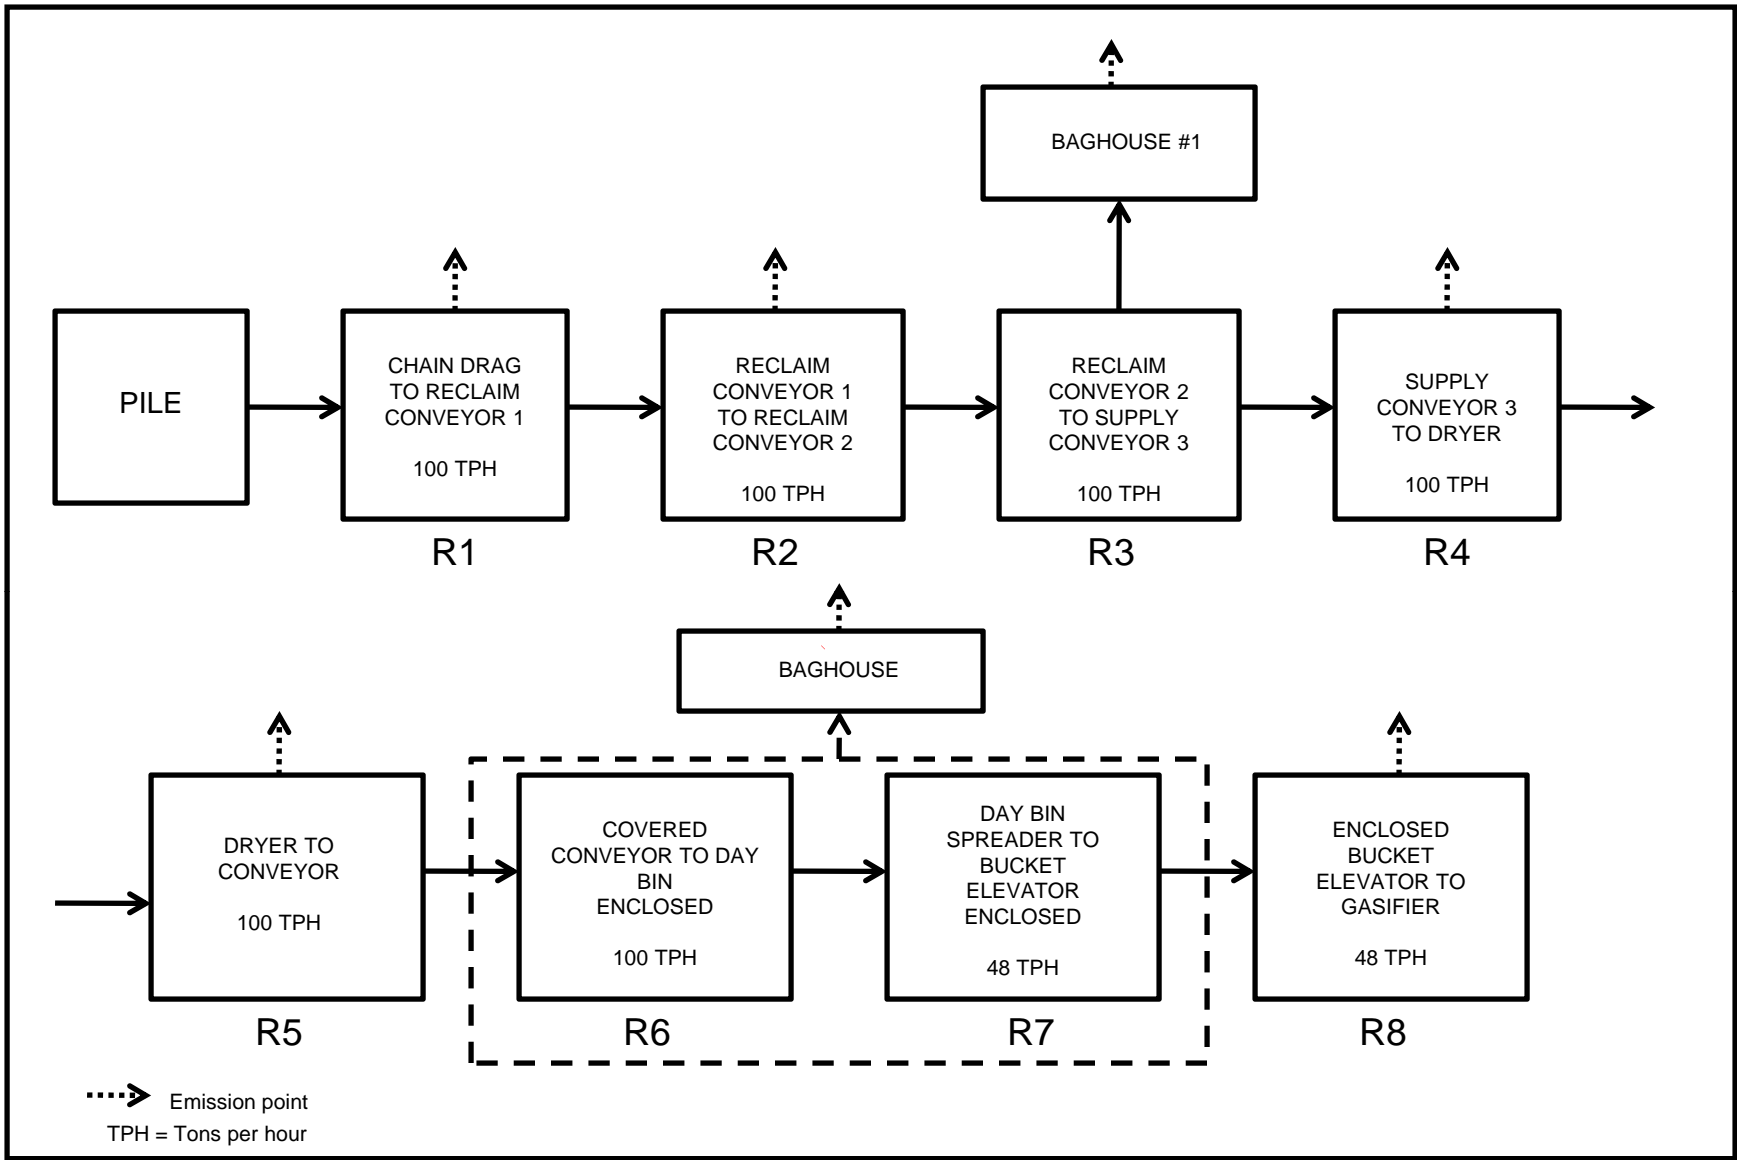 BAGHOUSE #1
PILE
CHAIN DRAG
TO RECLAIM
CONVEYOR 1
100 TPH
R1
RECLAIM
CONVEYOR 1
TO RECLAIM
CONVEYOR 2
100 TPH
R2
RECLAIM
CONVEYOR 2
TO SUPPLY
CONVEYOR 3
100 TPH
R3
SUPPLY
CONVEYOR 3
TO DRYER
100 TPH
R4
BAGHOUSE
DRYER TO
CONVEYOR
100 TPH
R5
COVERED
CONVEYOR TO DAY
BIN
ENCLOSED
100 TPH
R6
DAY BIN
SPREADER TO
BUCKET
ELEVATOR
ENCLOSED
48 TPH
R7
ENCLOSED
BUCKET
ELEVATOR TO
GASIFIER
48 TPH
R8
Emission point
TPH = Tons per hour